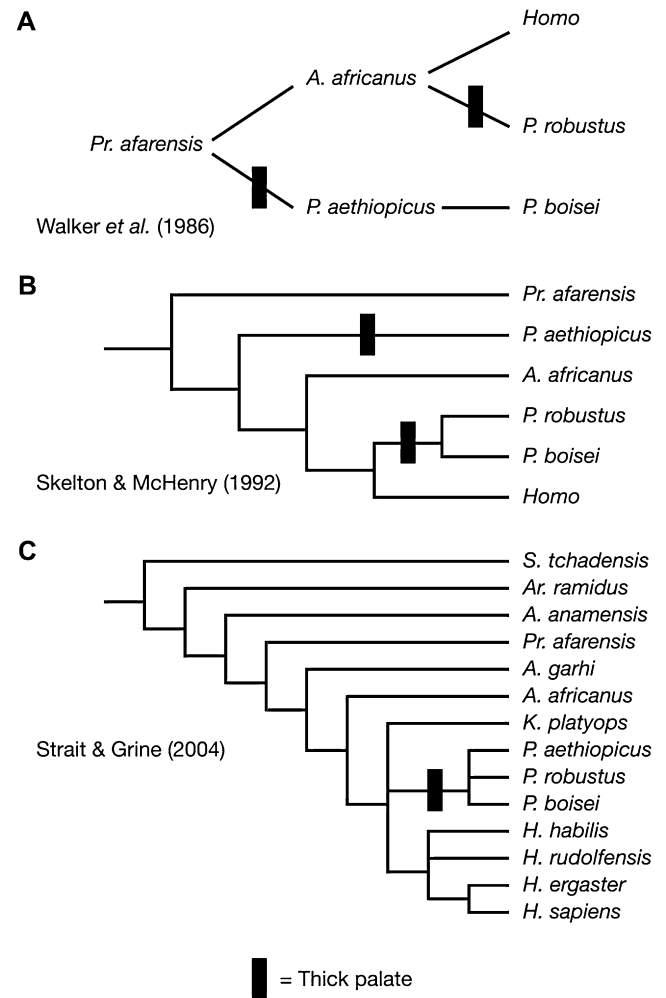 A
Homo
A. africanus
P. robustus
Pr. afarensis
P. aethiopicus
P. boisei
Walker et al. (1986)
B
Pr. afarensis
P. aethiopicus
A. africanus
P. robustus
P. boisei
Skelton & McHenry (1992)
Homo
C
S. tchadensis
Ar. ramidus
A. anamensis
Pr. afarensis
A. garhi
A. africanus
K. platyops
Strait & Grine (2004)
P. aethiopicus
P. robustus
P. boisei
H. habilis
H. rudolfensis
H. ergaster
H. sapiens
= Thick palate